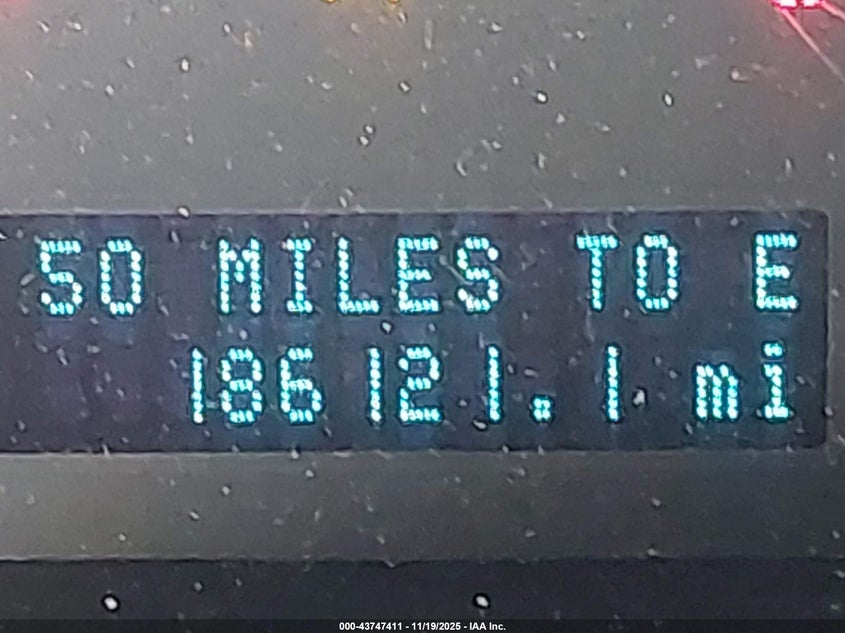 50 MILES TO E
186121.1 mi
000-43747411 - 11/19/2025 - IAA Inc.